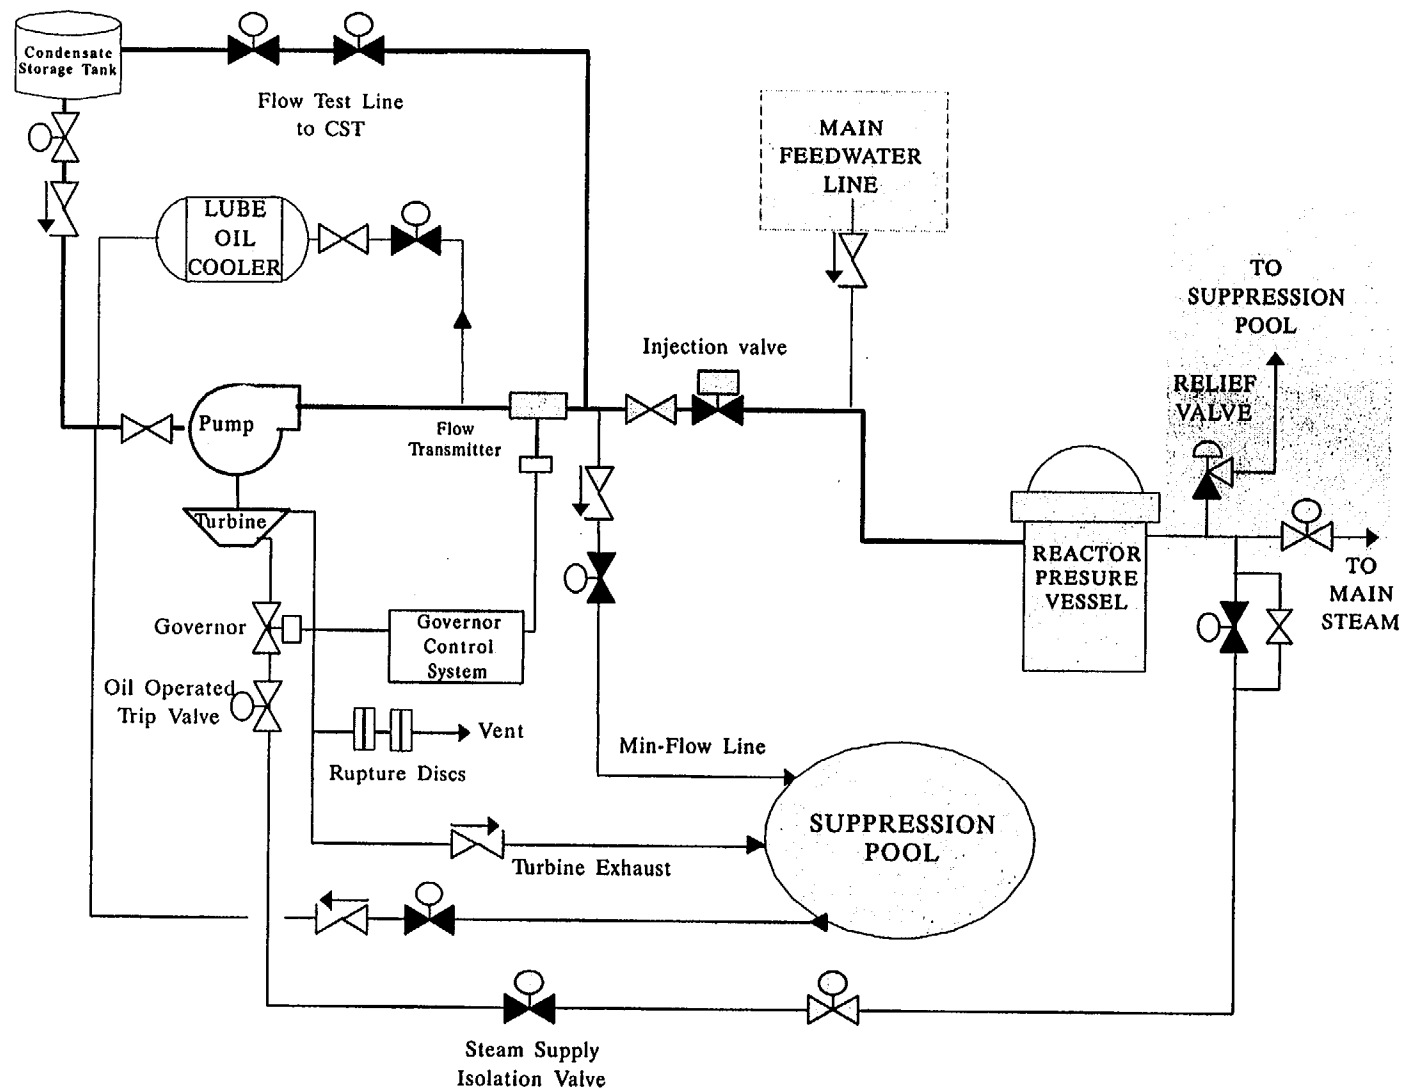 Condensate
Storage Tank
Flow Test Line
to CST
MAIN
FEEDWATER
LINE
LUBE
OIL
COOLER
TO
SUPPRESSION
POOL
Injection valve
RELIEF
VALVE
Pump
Flow
Transmitter
Turbine
REACTOR
PRESURE
VESSEL
TO
MAIN
STEAM
Governor
Governor
Control
System
Oil Operated
Trip Valve
Vent
Rupture Discs
Min-Flow Line
SUPPRESSION
POOL
Turbine Exhaust
Steam Supply
Isolation Valve